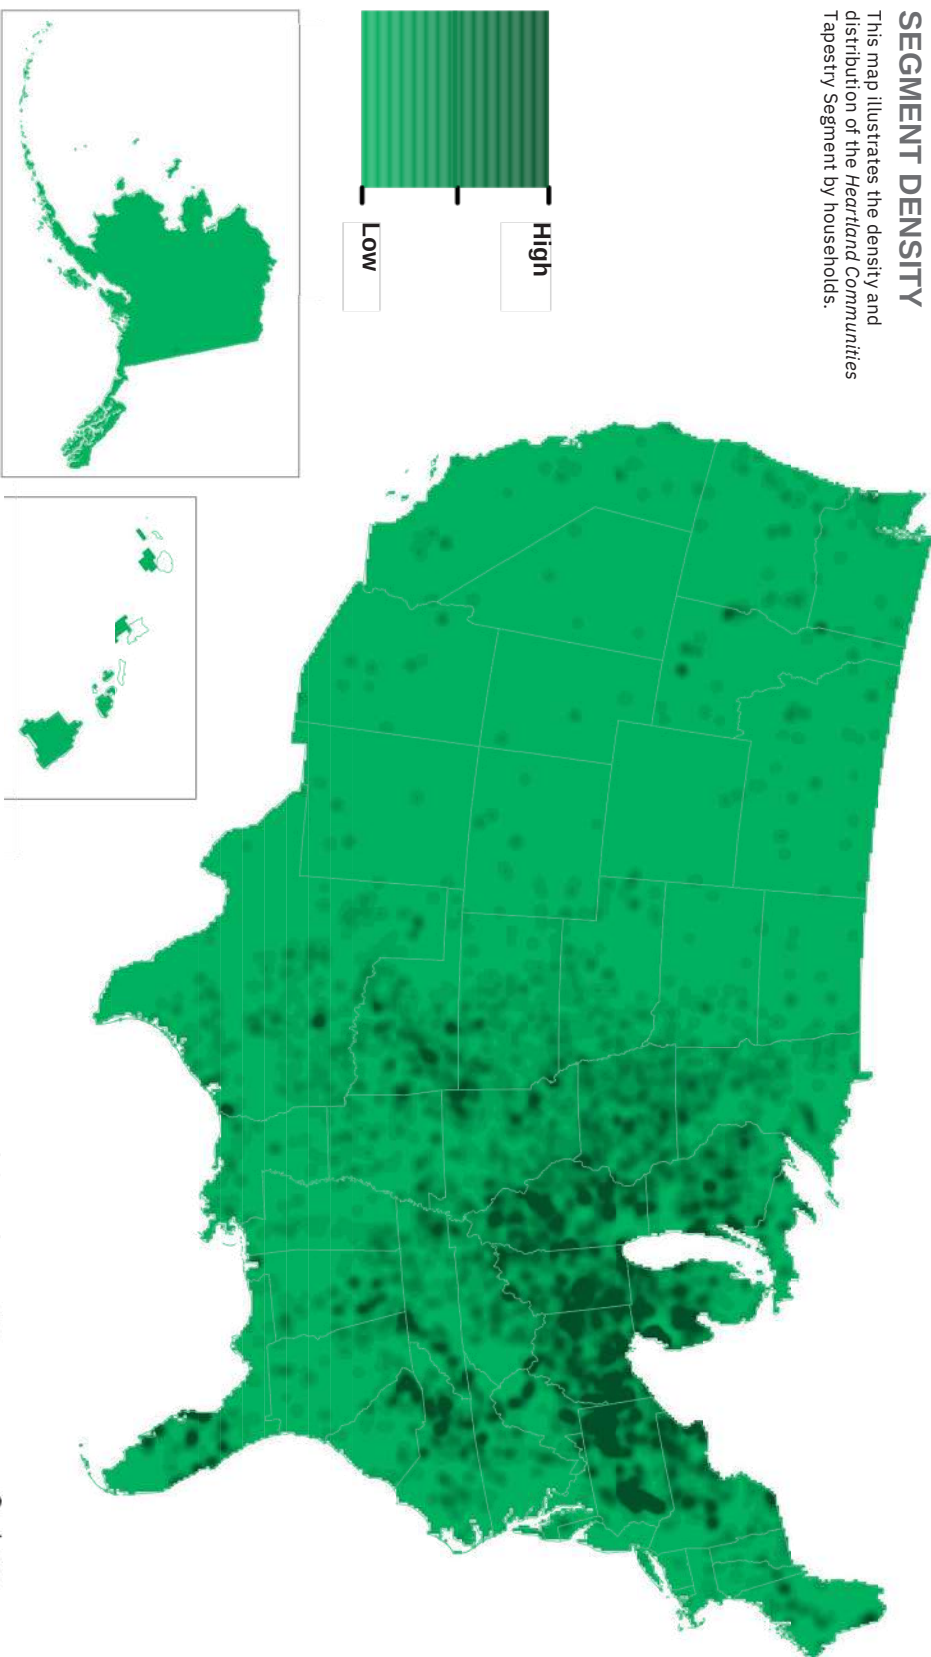 SEGMENT DENSITY
This map illustrates the density and
distribution of the Heartland Communities
Tapestry Segment by households.
High
Low